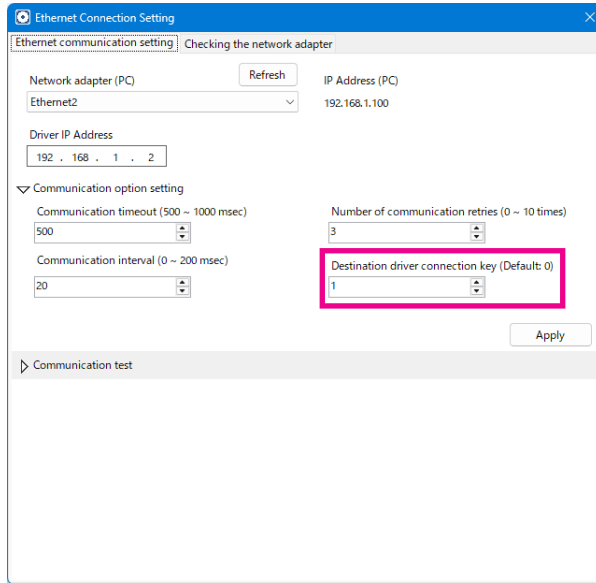 Ethernet Connection Setting
Ethernet communication setting
Checking the network adapter
Network adapter (PC)
Refresh
IP Address (PC)
Ethernet2
192.168.1.100
Driver IP Address
192 . 168 . 1 . 2
Communication option setting
Communication timeout (500 ~ 1000 msec)
Number of communication retries (0 ~ 10 times)
500
3
Communication interval (0 ~ 200 msec)
Destination driver connection key (Default: 0)
20
1
Apply
Communication test